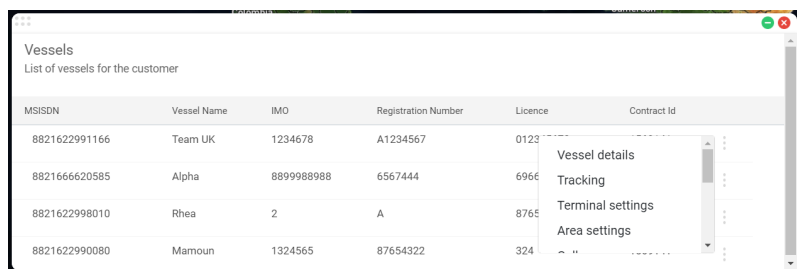 Vessels
List of vessels for the customer
MSISDN Vessel Name IMO Registration Number Licence Contract Id
8821622991166 Team UK 1234678 A1234567
8821666620585 Alpha 8899988988 6567444
8821622998010 Rhea 2 A
8821622990080 Mamoun 1324565 87654322 324
Vessel details
Tracking
Terminal settings
Area settings